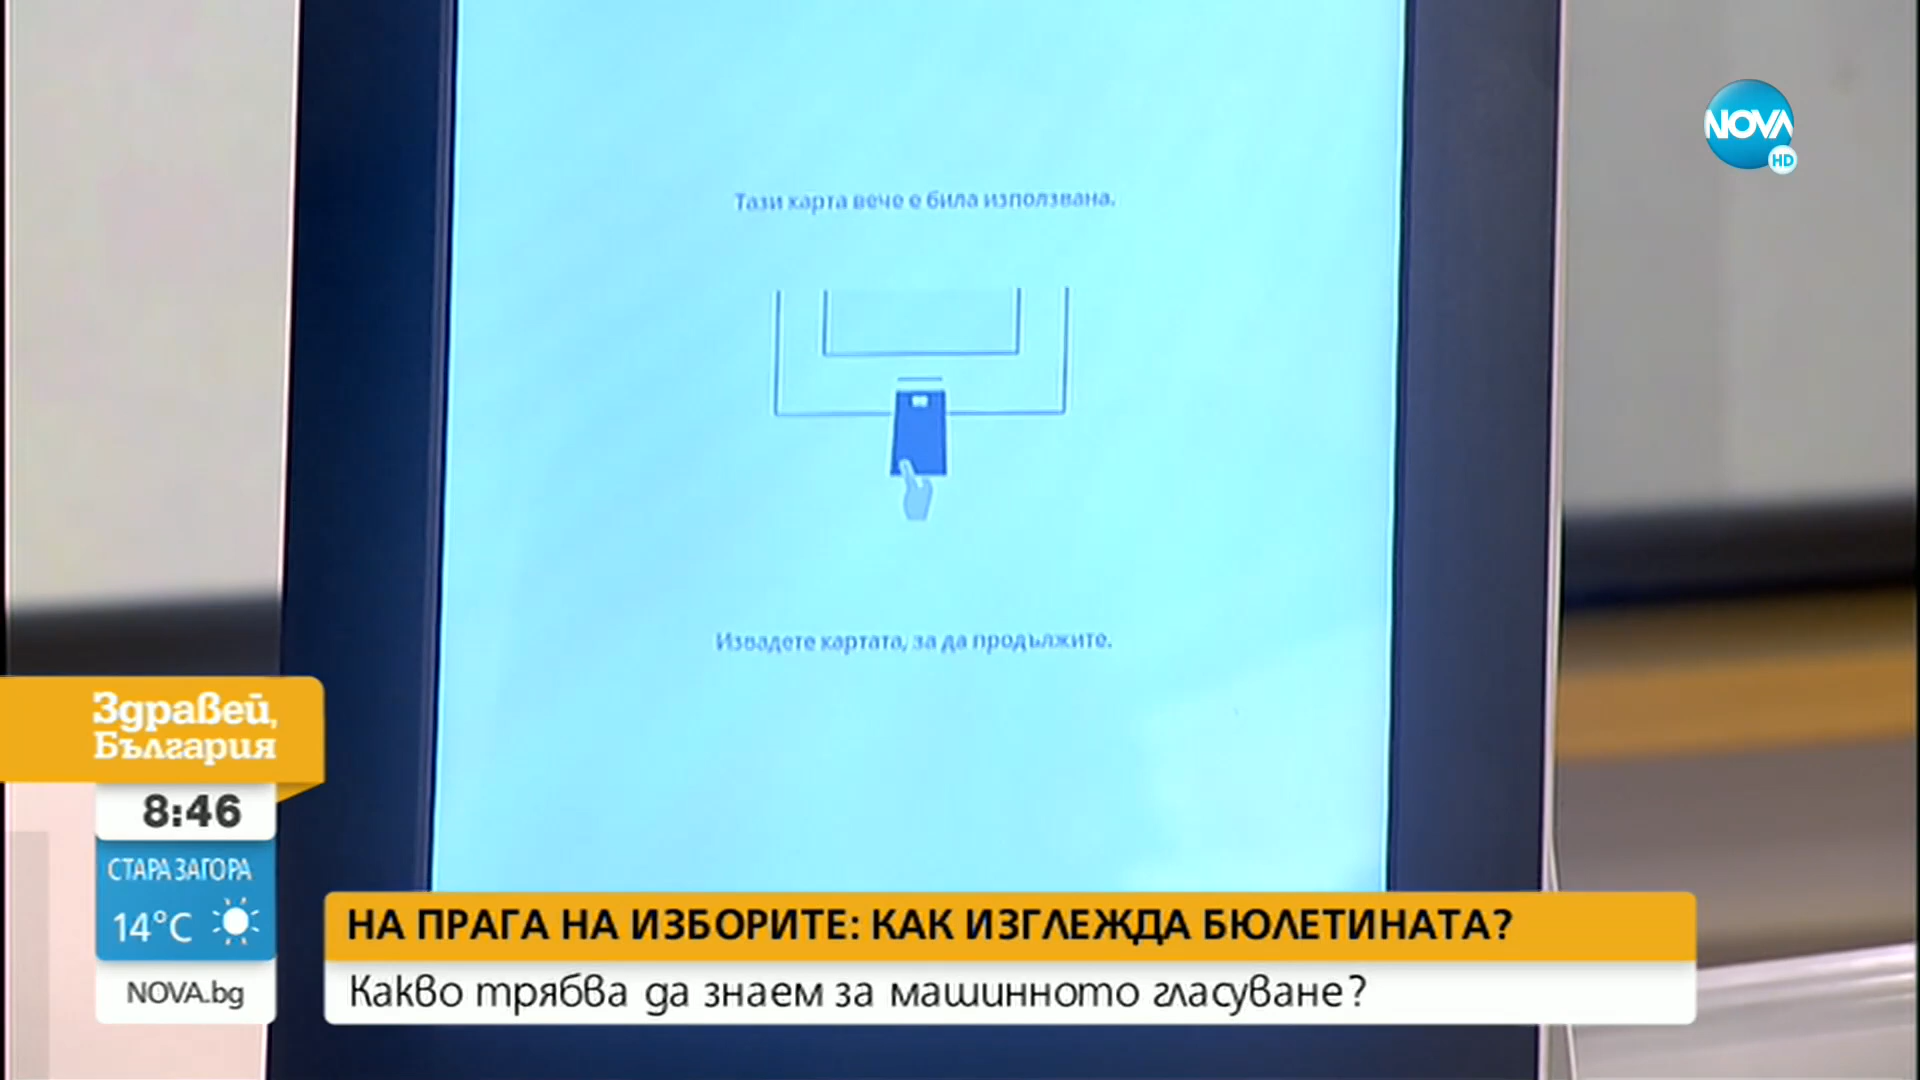 NOVA
HD
Тази карта вече е била използвана.
Извадете картата, за да продължите.
Здравей,
България
8:46
СТАРА ЗАГОРА
14°C
NOVA.bg
НА ПРАГА НА ИЗБОРИТЕ: КАК ИЗГЛЕЖДА БЮЛЕТИНАТА?
Какво трябва да знаем за машинното гласуване?